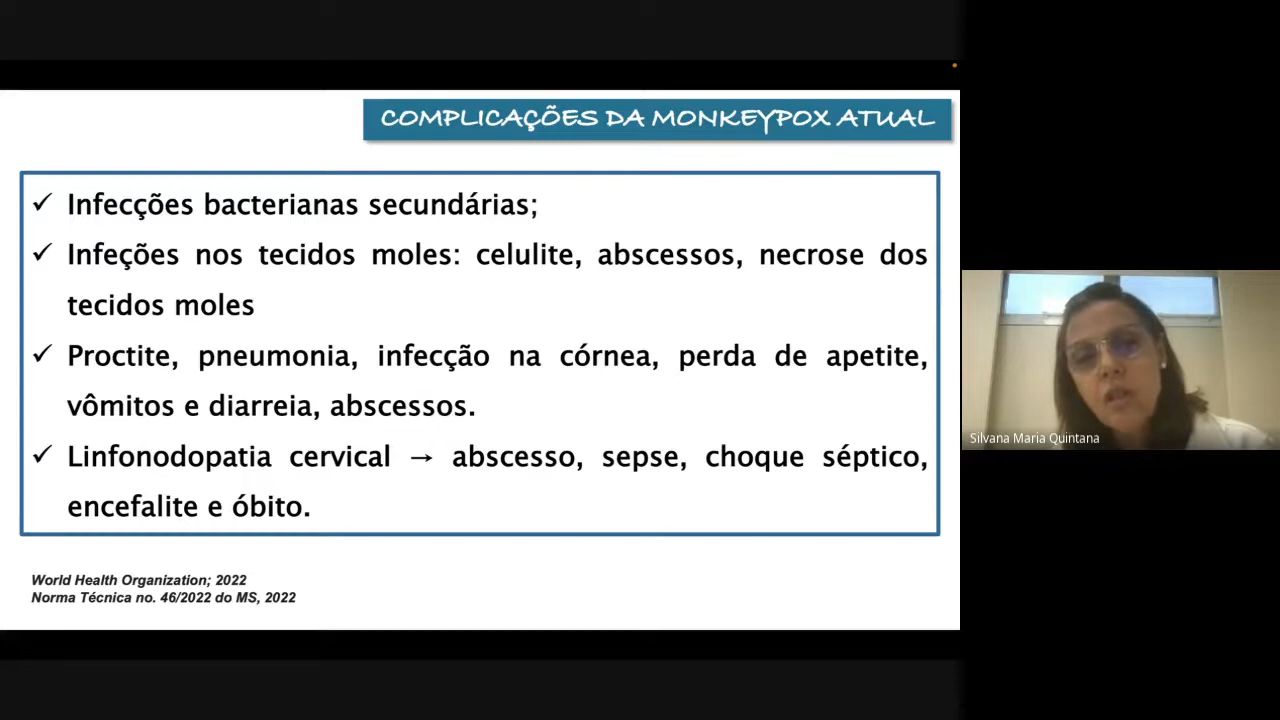 COMPLICAÇÕES DA MONKEYPOX ATUAL
✓ Infecções bacterianas secundárias;
✓ Infeções nos tecidos moles: celulite, abscessos, necrose dos
tecidos moles
✓ Proctite, pneumonia, infecção na córnea, perda de apetite,
vômitos e diarreia, abscessos.
✓ Linfonodopatia cervical → abscesso, sepse, choque séptico,
encefalite e óbito.
World Health Organization; 2022
Norma Técnica no. 46/2022 do MS, 2022
Silvana Maria Quintana